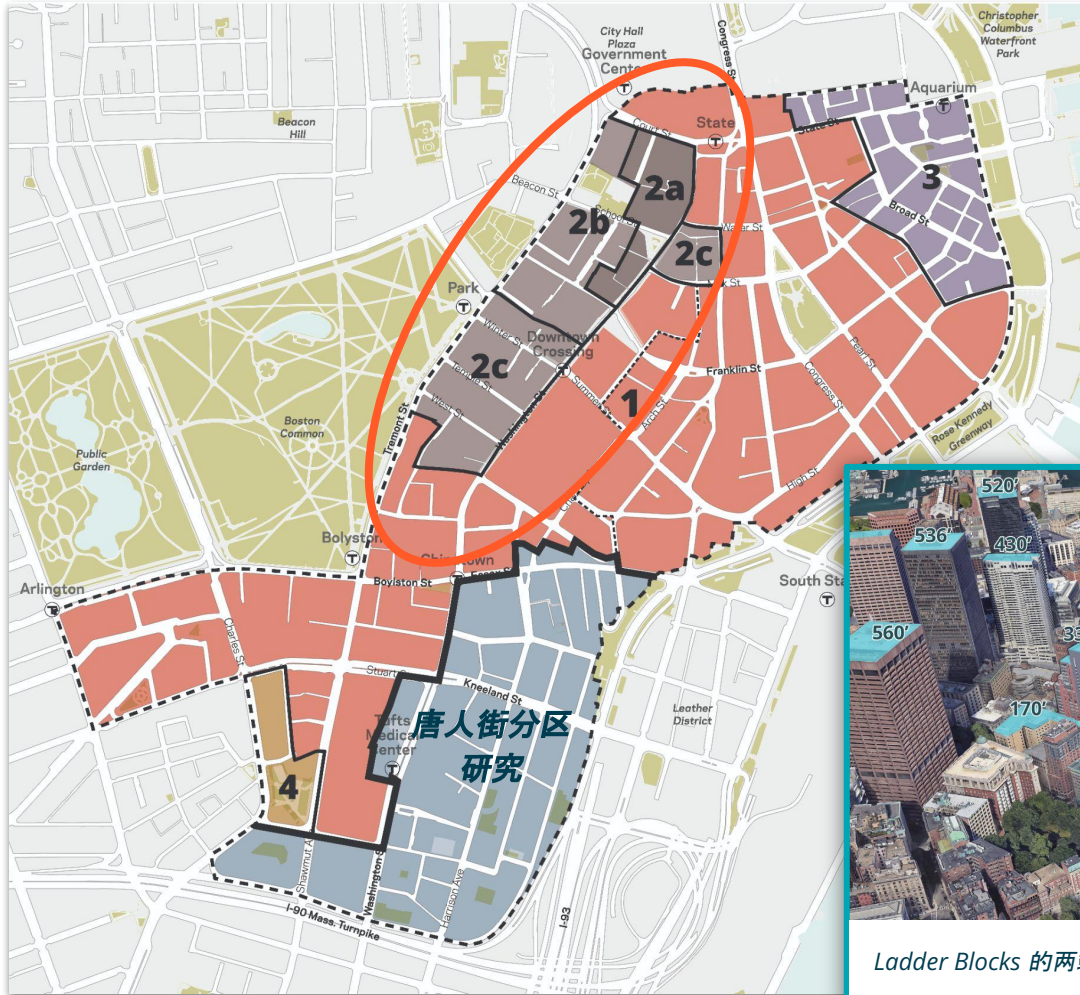 City Hall
Plaza
Government
Center
Congress St
Christopher
Columbus
Waterfront
Park
Aquarium
Beacon
Hill
Court St
State
State St
Beacon St
2a
School St
2b
3
Broad St
Water St
2c
Milk St
Park
Winter St
Downtown
Crossing
Temple St
2c
West St
Washington St
Summer St
Franklin St
Pearl St
Congress St
1
Arch St
Tremont St
Boston
Common
Public
Garden
Rose Kennedy
Greenway
High St
Bolyston
Chinatown
Boylston St
Essex St
Arlington
South Sta
Charles St
Stuart St
Kneeland St
Leather
District
Tufts
Medical
Center
唐人街分区
研究
4
Shawmut A
Washington St
Harrison Ave
I-90 Mass. Turnpike
I-93
520'
536'
430'
560'
170'
Ladder Blocks 的两